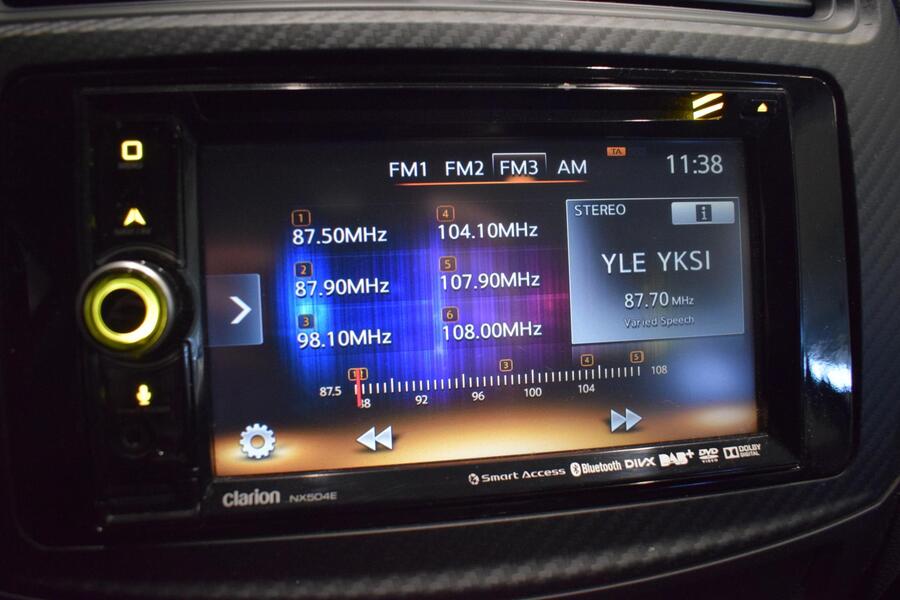 FM1 FM2 FM3 AM
TA
11:38
1
87.50MHz
2
87.90MHz
3
98.10MHz
4
104.10MHz
5
107.90MHz
6
108.00MHz
STEREO i
YLE YKSI
87.70 MHz
Varied Speech
3 4 5
87.5 88 92 96 100 104 108
Smart Access Bluetooth DIVX DAB+ DVD VIDEO DOLBY DIGITAL
clarion NX504E